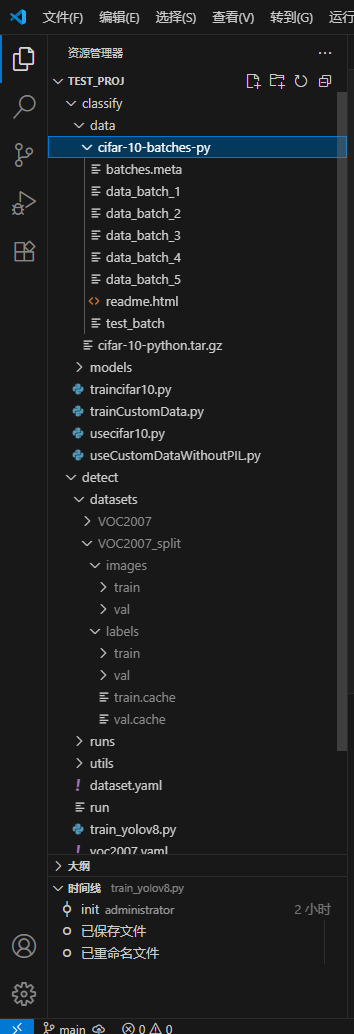 文件(F) 编辑(E) 选择(S) 查看(V) 转到(G) 运行
资源管理器
TEST_PROJ
classify
data
cifar-10-batches-py
batches.meta
data_batch_1
data_batch_2
data_batch_3
data_batch_4
data_batch_5
readme.html
test_batch
cifar-10-python.tar.gz
models
traincifar10.py
trainCustomData.py
usecifar10.py
useCustomDataWithoutPIL.py
detect
datasets
VOC2007
VOC2007_split
images
train
val
labels
train
val
train.cache
val.cache
runs
utils
dataset.yaml
run
train_yolov8.py
voc2007.yaml
大纲
时间线 train_yolov8.py
init administrator 2 小时
已保存文件
已重命名文件
main 0 0